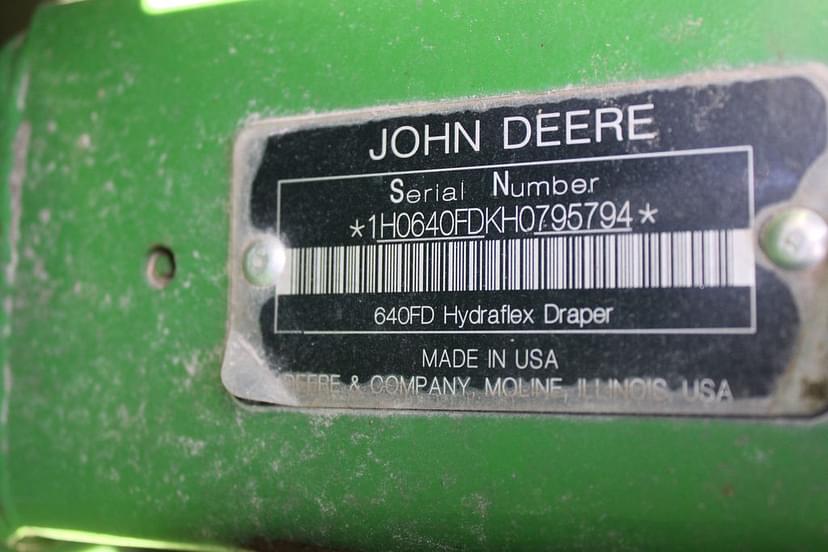 JOHN DEERE
Serial Number
*1H0640FDKH0795794*
640FD Hydraflex Draper
MADE IN USA
DEERE & COMPANY, MOLINE, ILLINOIS, USA